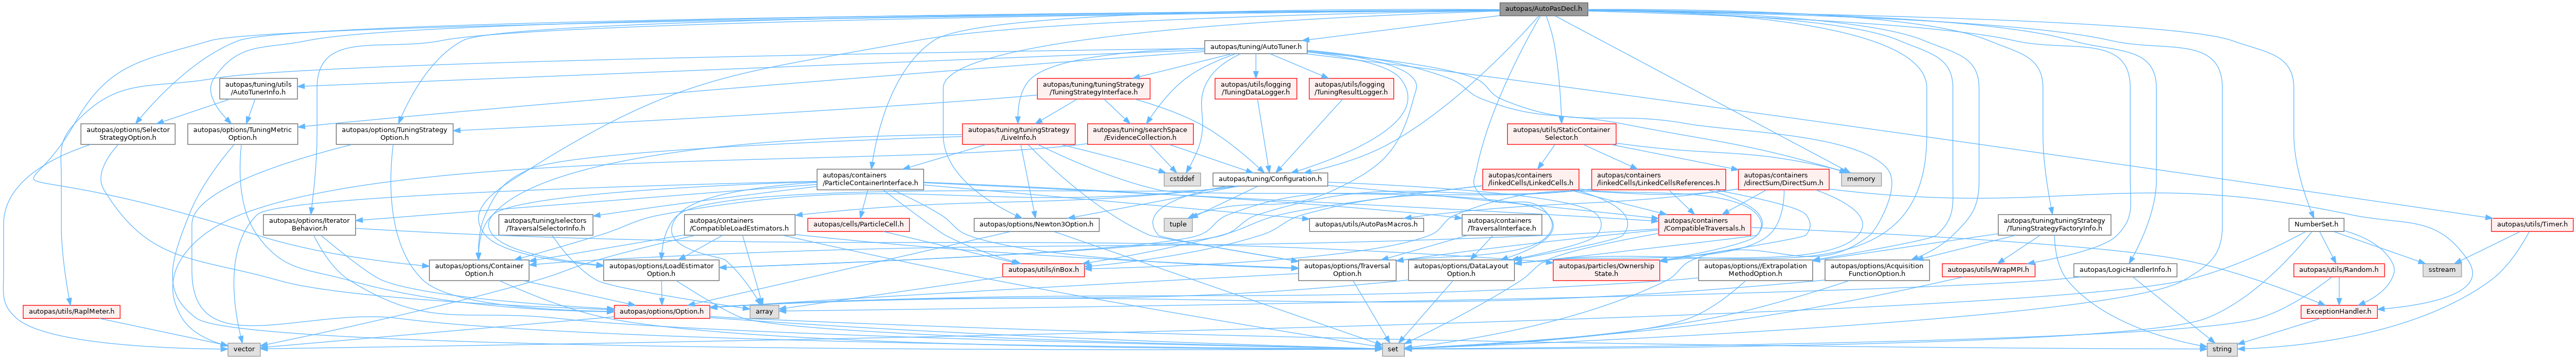 autopas/AutoPasDecl.h
autopas/tuning/AutoTuner.h
autopas/tuning/utils
/AutoTunerInfo.h
autopas/tuning/tuningStrategy
/TuningStrategyInterface.h
autopas/utils/logging
/TuningDataLogger.h
autopas/utils/logging
/TuningResultLogger.h
autopas/options/Selector
StrategyOption.h
autopas/options/TuningMetric
Option.h
autopas/options/TuningStrategy
Option.h
autopas/tuning/tuningStrategy
/LiveInfo.h
autopas/tuning/searchSpace
/EvidenceCollection.h
autopas/utils/StaticContainer
Selector.h
autopas/containers
/ParticleContainerInterface.h
cstddef
autopas/tuning/Configuration.h
autopas/containers
/linkedCells/LinkedCells.h
autopas/containers
/linkedCells/LinkedCellsReferences.h
autopas/containers
/directSum/DirectSum.h
memory
autopas/options/Iterator
Behavior.h
autopas/tuning/selectors
/TraversalSelectorInfo.h
autopas/containers
/CompatibleLoadEstimators.h
autopas/cells/ParticleCell.h
autopas/options/Newton3Option.h
tuple
autopas/utils/AutoPasMacros.h
autopas/containers
/TraversalInterface.h
autopas/containers
/CompatibleTraversals.h
autopas/tuning/tuningStrategy
/TuningStrategyFactoryInfo.h
NumberSet.h
autopas/utils/Timer.h
autopas/options/Container
Option.h
autopas/options/LoadEstimator
Option.h
autopas/utils/inBox.h
autopas/options/Traversal
Option.h
autopas/options/DataLayout
Option.h
autopas/particles/Ownership
State.h
autopas/options//Extrapolation
MethodOption.h
autopas/options/Acquisition
FunctionOption.h
autopas/utils/WrapMPI.h
autopas/LogicHandlerInfo.h
autopas/utils/Random.h
sstream
autopas/utils/RaplMeter.h
autopas/options/Option.h
array
ExceptionHandler.h
vector
set
string